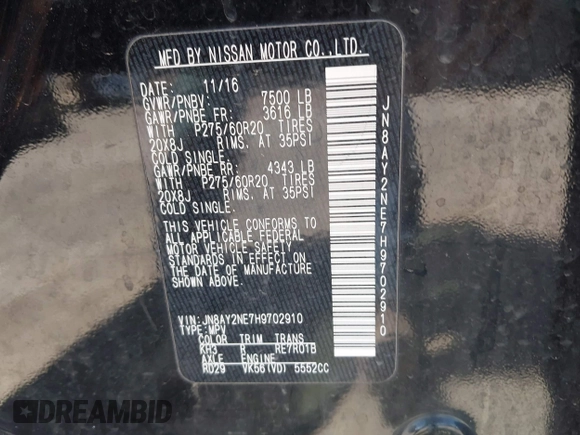 MFD BY NISSAN MOTOR CO.,LTD.
DATE: 11/16
GVWR/PNBV: 7500 LB
GAWR/PNBE FR: 3616 LB
WITH P275/60R20 TIRES
20X8J RIMS, AT 35PSI
COLD SINGLE.
GAWR/PNBE RR: 4343 LB
WITH P275/60R20 TIRES
20X8J RIMS, AT 35PSI
COLD SINGLE.
THIS VEHICLE CONFORMS TO
ALL APPLICABLE FEDERAL
MOTOR VEHICLE SAFETY
STANDARDS IN EFFECT ON
THE DATE OF MANUFACTURE
SHOWN ABOVE.
VIN:JN8AY2NE7H9702910
TYPE:MPV
COLOR TRIM TRANS
KH3 R RE7R01B
AXLE ENGINE
RD29 VK56(VD) 5552CC
JN8AY2NE7H9702910
DREAMBID